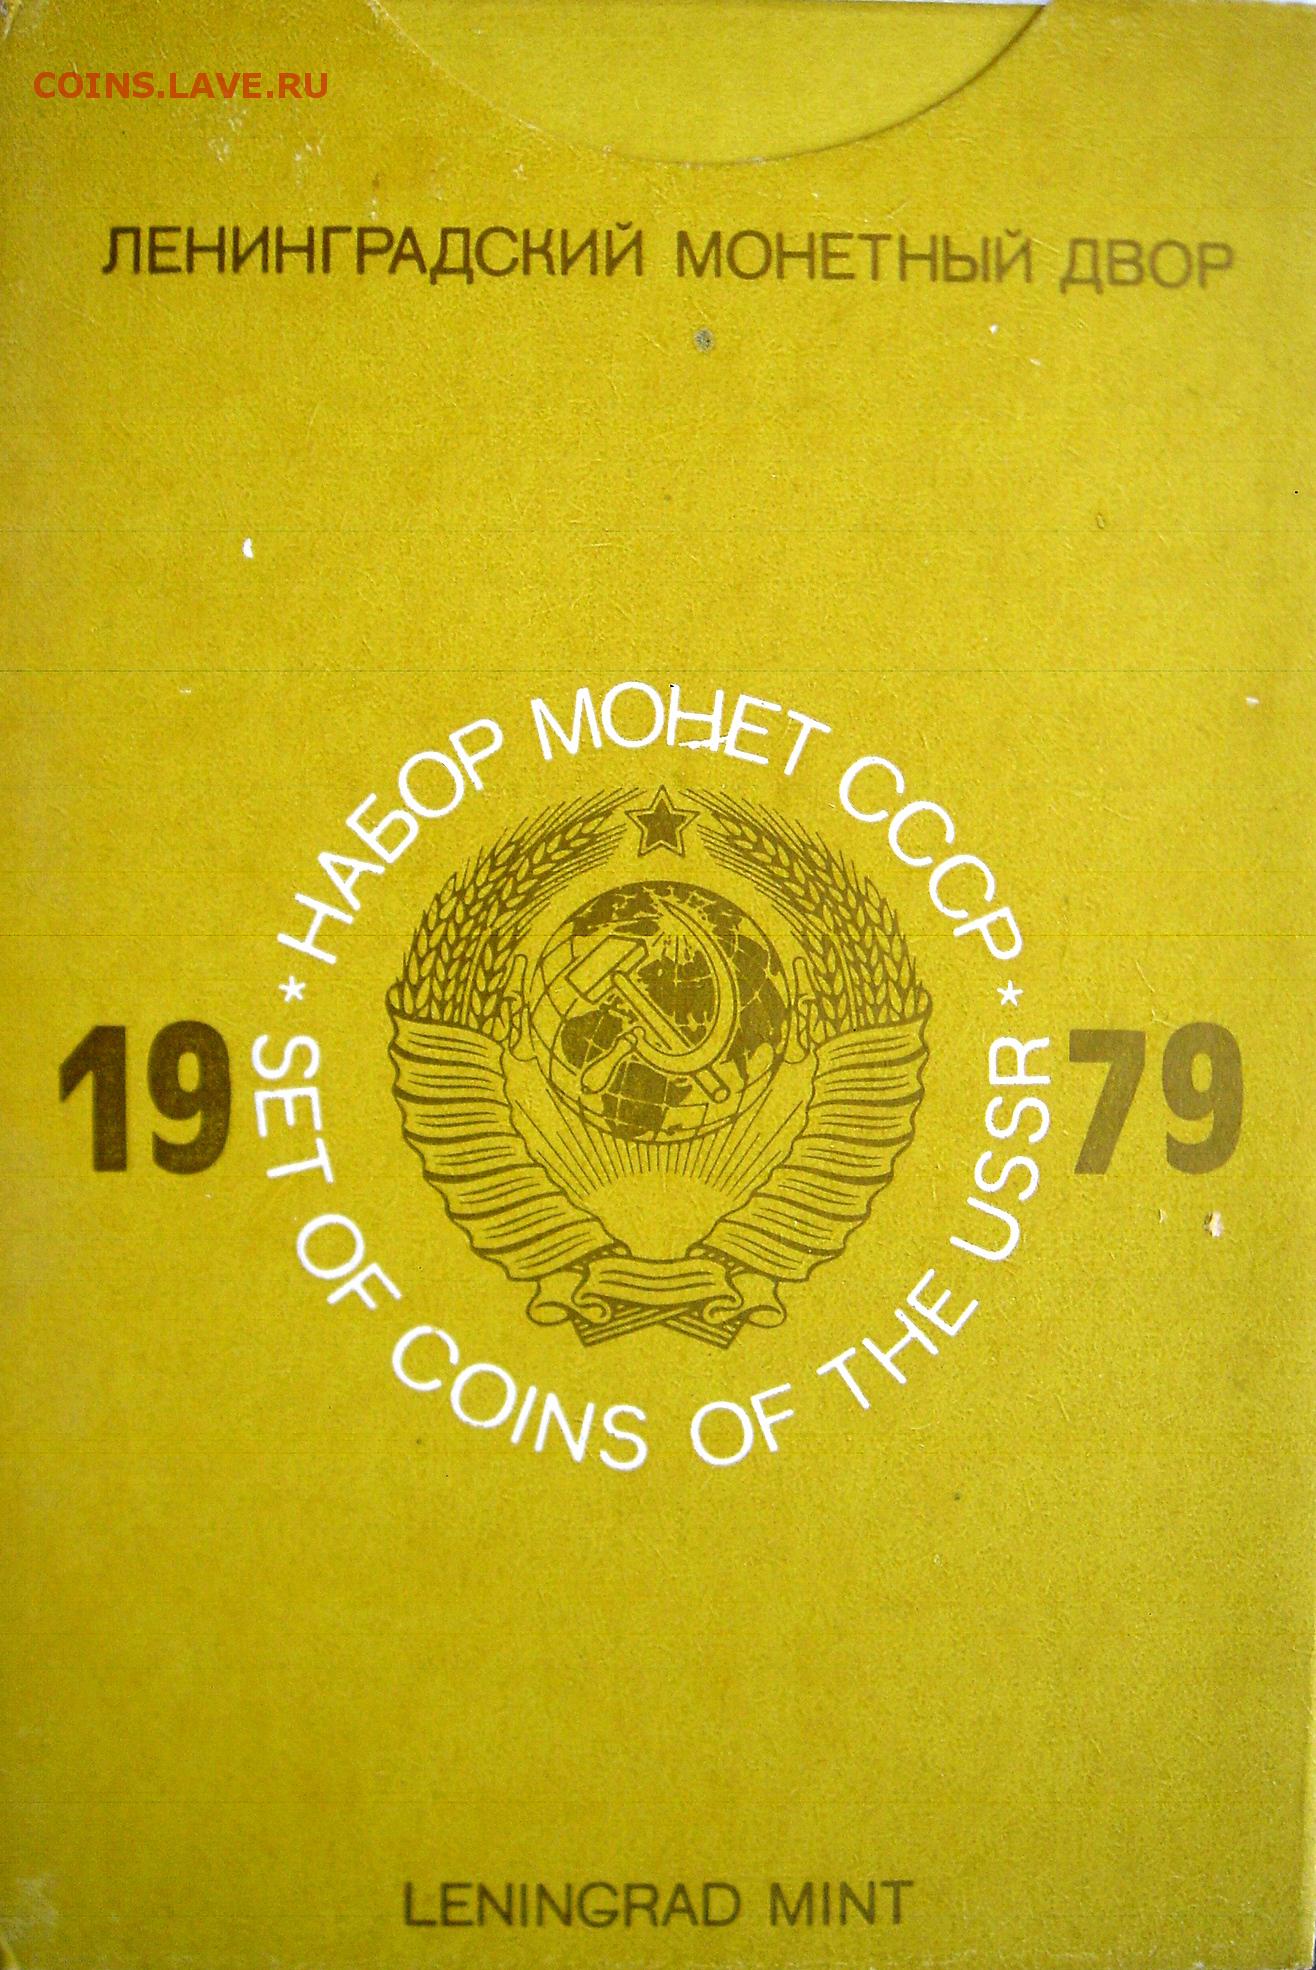 COINS.LAVE.RU
ЛЕНИНГРАДСКИЙ МОНЕТНЫЙ ДВОР
* НАБОР МОНЕТ СССР *
19 79
SET OF COINS OF THE USSR
LENINGRAD MINT